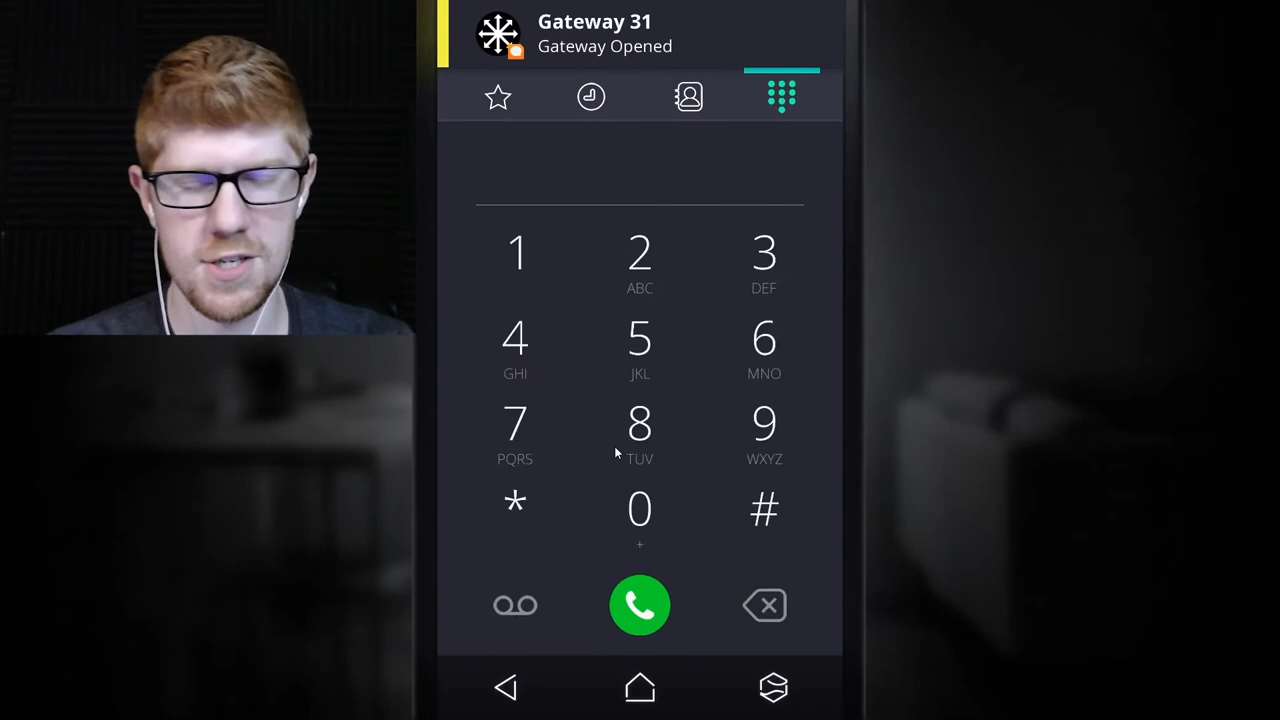 Gateway 31
Gateway Opened
1
2
ABC
3
DEF
4
GHI
5
JKL
6
MNO
7
PQRS
8
TUV
9
WXYZ
*
0
+
#